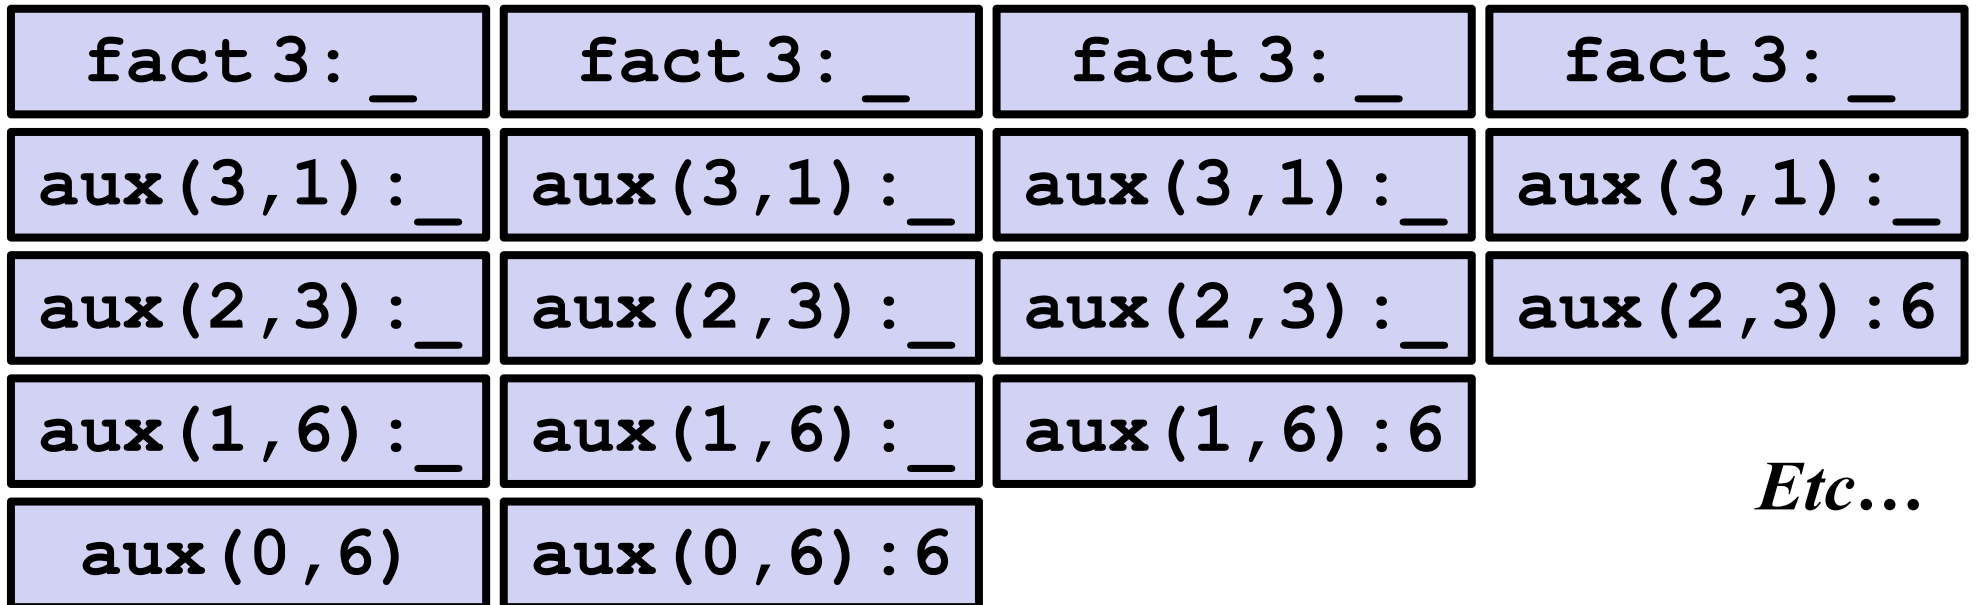 fact 3:_ fact 3:_ fact 3:_ fact 3:_
aux(3,1):_ aux(3,1):_ aux(3,1):_ aux(3,1):_
aux(2,3):_ aux(2,3):_ aux(2,3):_ aux(2,3):6
aux(1,6):_ aux(1,6):_ aux(1,6):6
Etc…
aux(0,6) aux(0,6):6